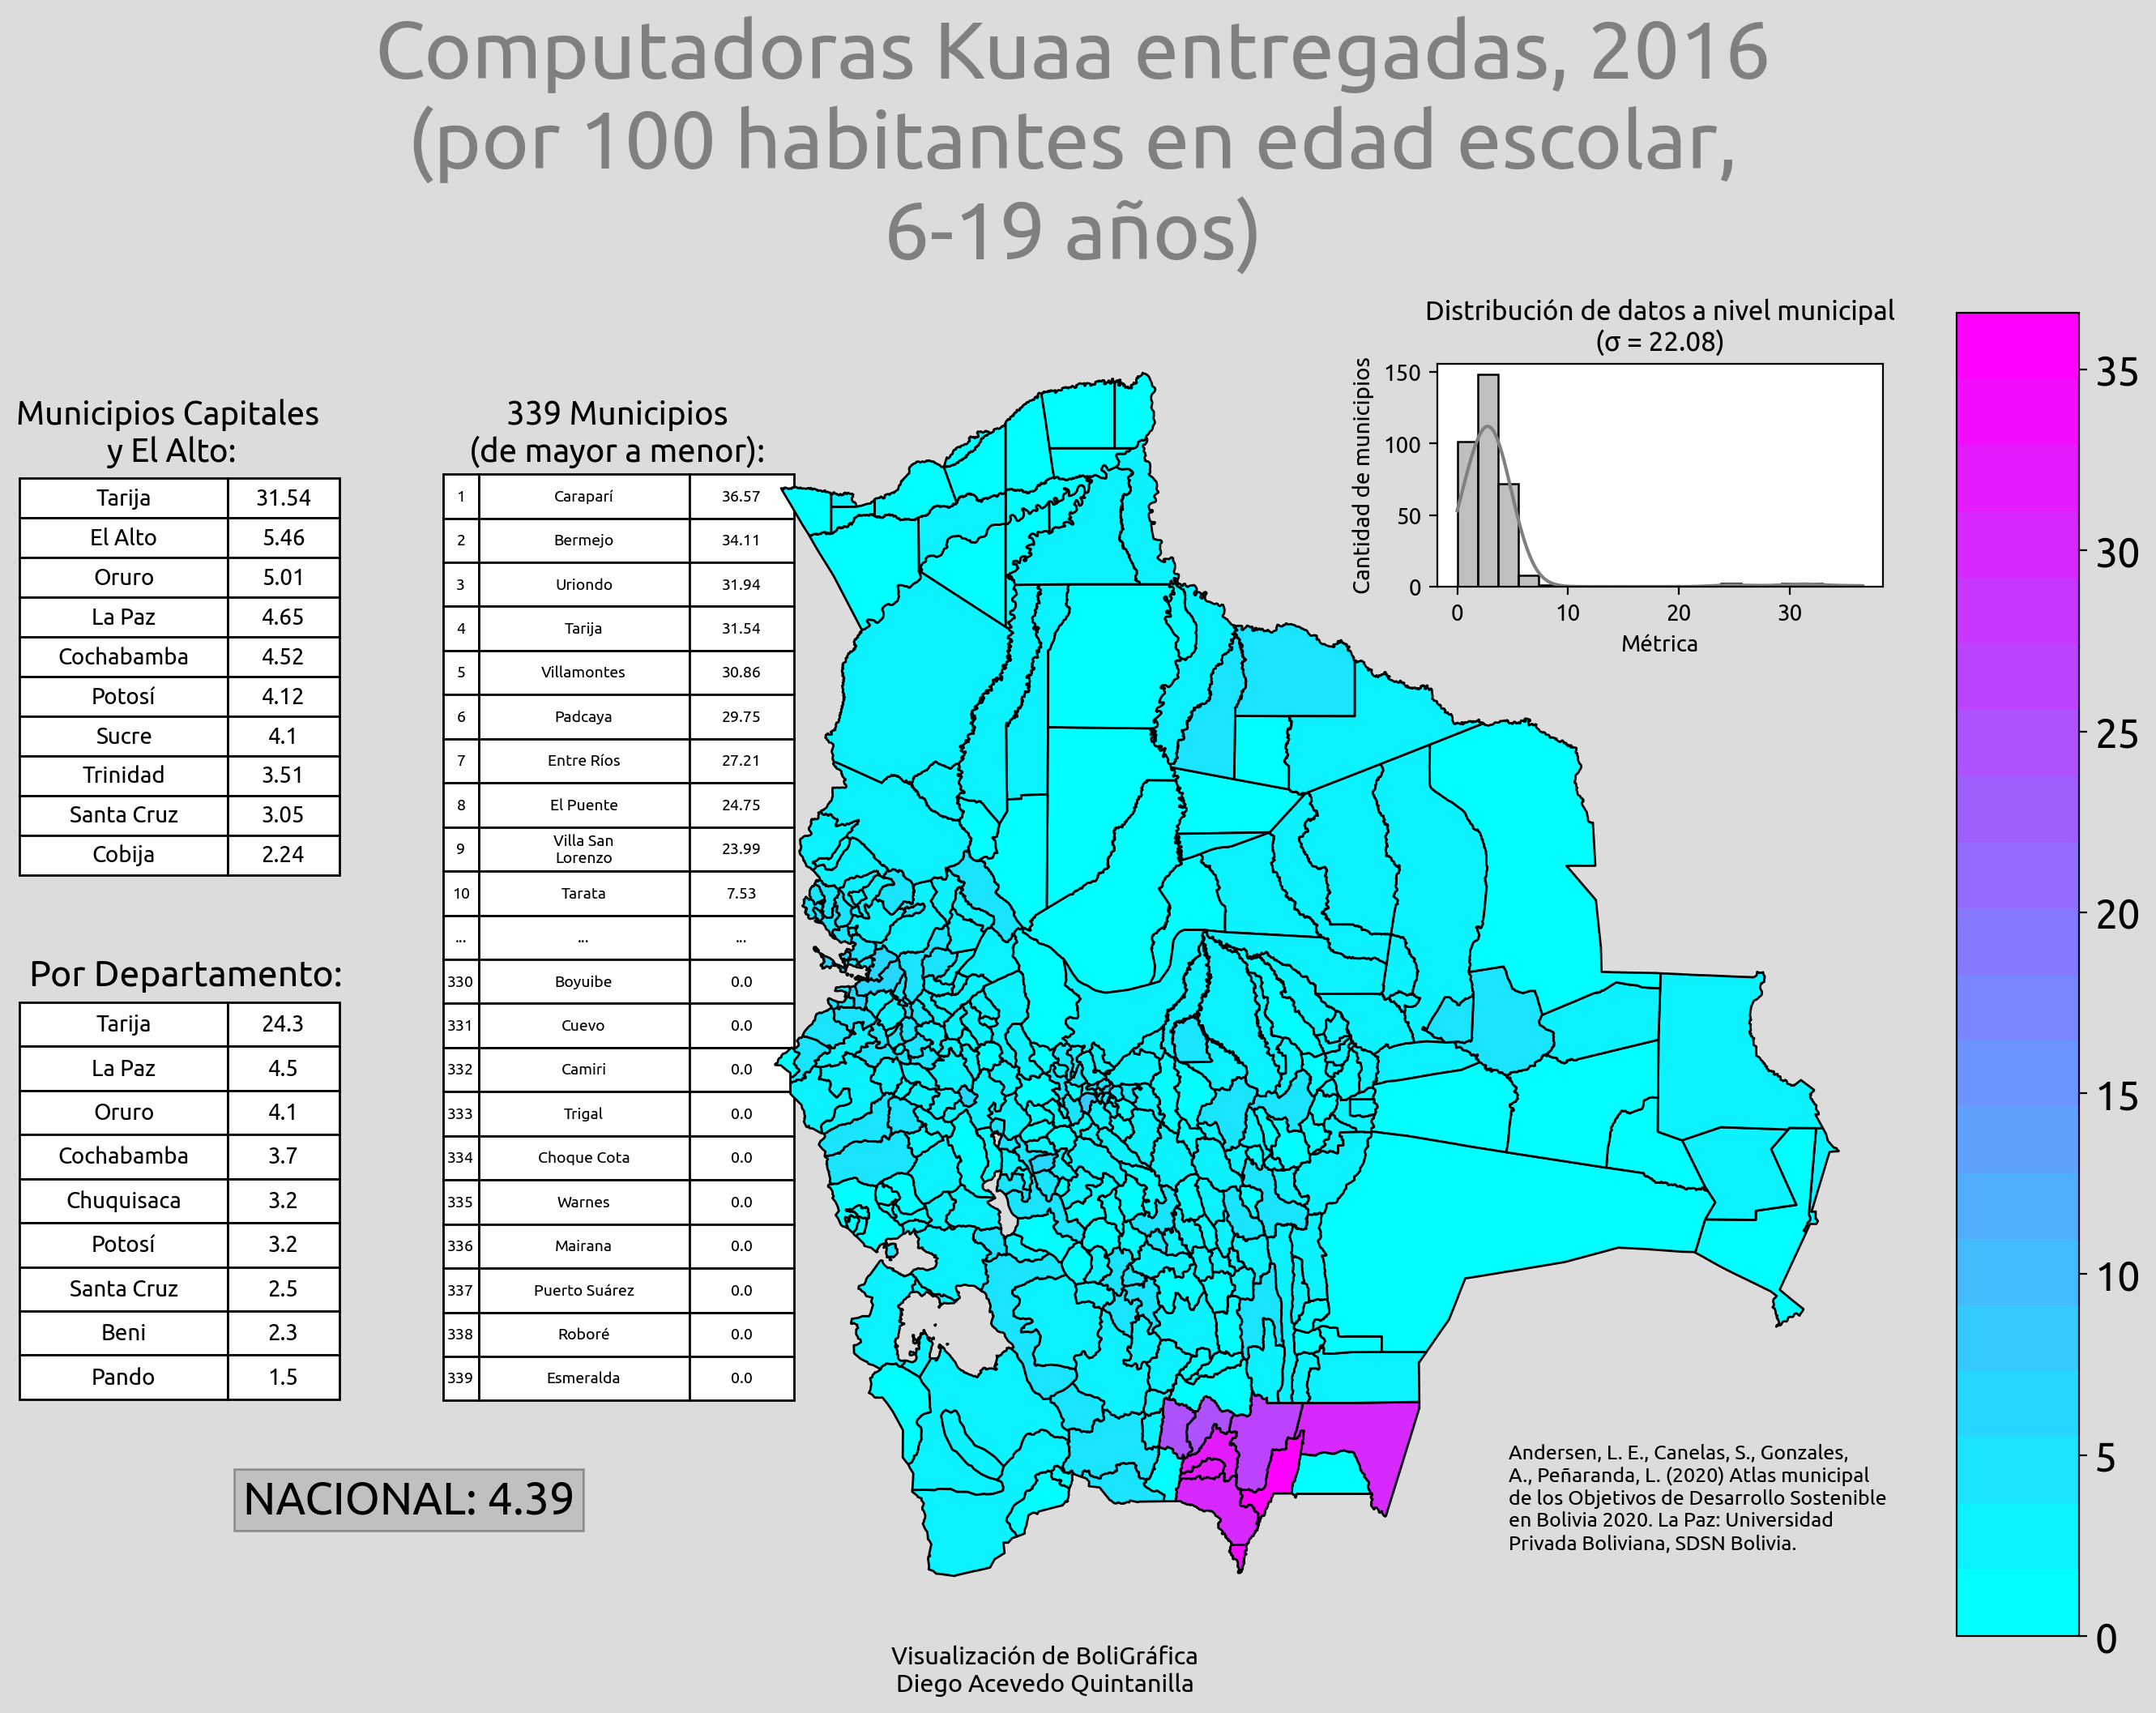 Computadoras Kuaa entregadas, 2016
(por 100 habitantes en edad escolar,
6-19 años)
Distribución de datos a nivel municipal
(σ = 22.08)
Cantidad de municipios
150
100
50
0
0 10 20 30
Métrica
35
30
25
20
15
10
5
0
Municipios Capitales
y El Alto:
Tarija 31.54
El Alto 5.46
Oruro 5.01
La Paz 4.65
Cochabamba 4.52
Potosí 4.12
Sucre 4.1
Trinidad 3.51
Santa Cruz 3.05
Cobija 2.24
Por Departamento:
Tarija 24.3
La Paz 4.5
Oruro 4.1
Cochabamba 3.7
Chuquisaca 3.2
Potosí 3.2
Santa Cruz 2.5
Beni 2.3
Pando 1.5
339 Municipios
(de mayor a menor):
1 Caraparí 36.57
2 Bermejo 34.11
3 Uriondo 31.94
4 Tarija 31.54
5 Villamontes 30.86
6 Padcaya 29.75
7 Entre Ríos 27.21
8 El Puente 24.75
9 Villa San
Lorenzo 23.99
10 Tarata 7.53
... ... ...
330 Boyuibe 0.0
331 Cuevo 0.0
332 Camiri 0.0
333 Trigal 0.0
334 Choque Cota 0.0
335 Warnes 0.0
336 Mairana 0.0
337 Puerto Suárez 0.0
338 Roboré 0.0
339 Esmeralda 0.0
NACIONAL: 4.39
Andersen, L. E., Canelas, S., Gonzales,
A., Peñaranda, L. (2020) Atlas municipal
de los Objetivos de Desarrollo Sostenible
en Bolivia 2020. La Paz: Universidad
Privada Boliviana, SDSN Bolivia.
Visualización de BoliGráfica
Diego Acevedo Quintanilla